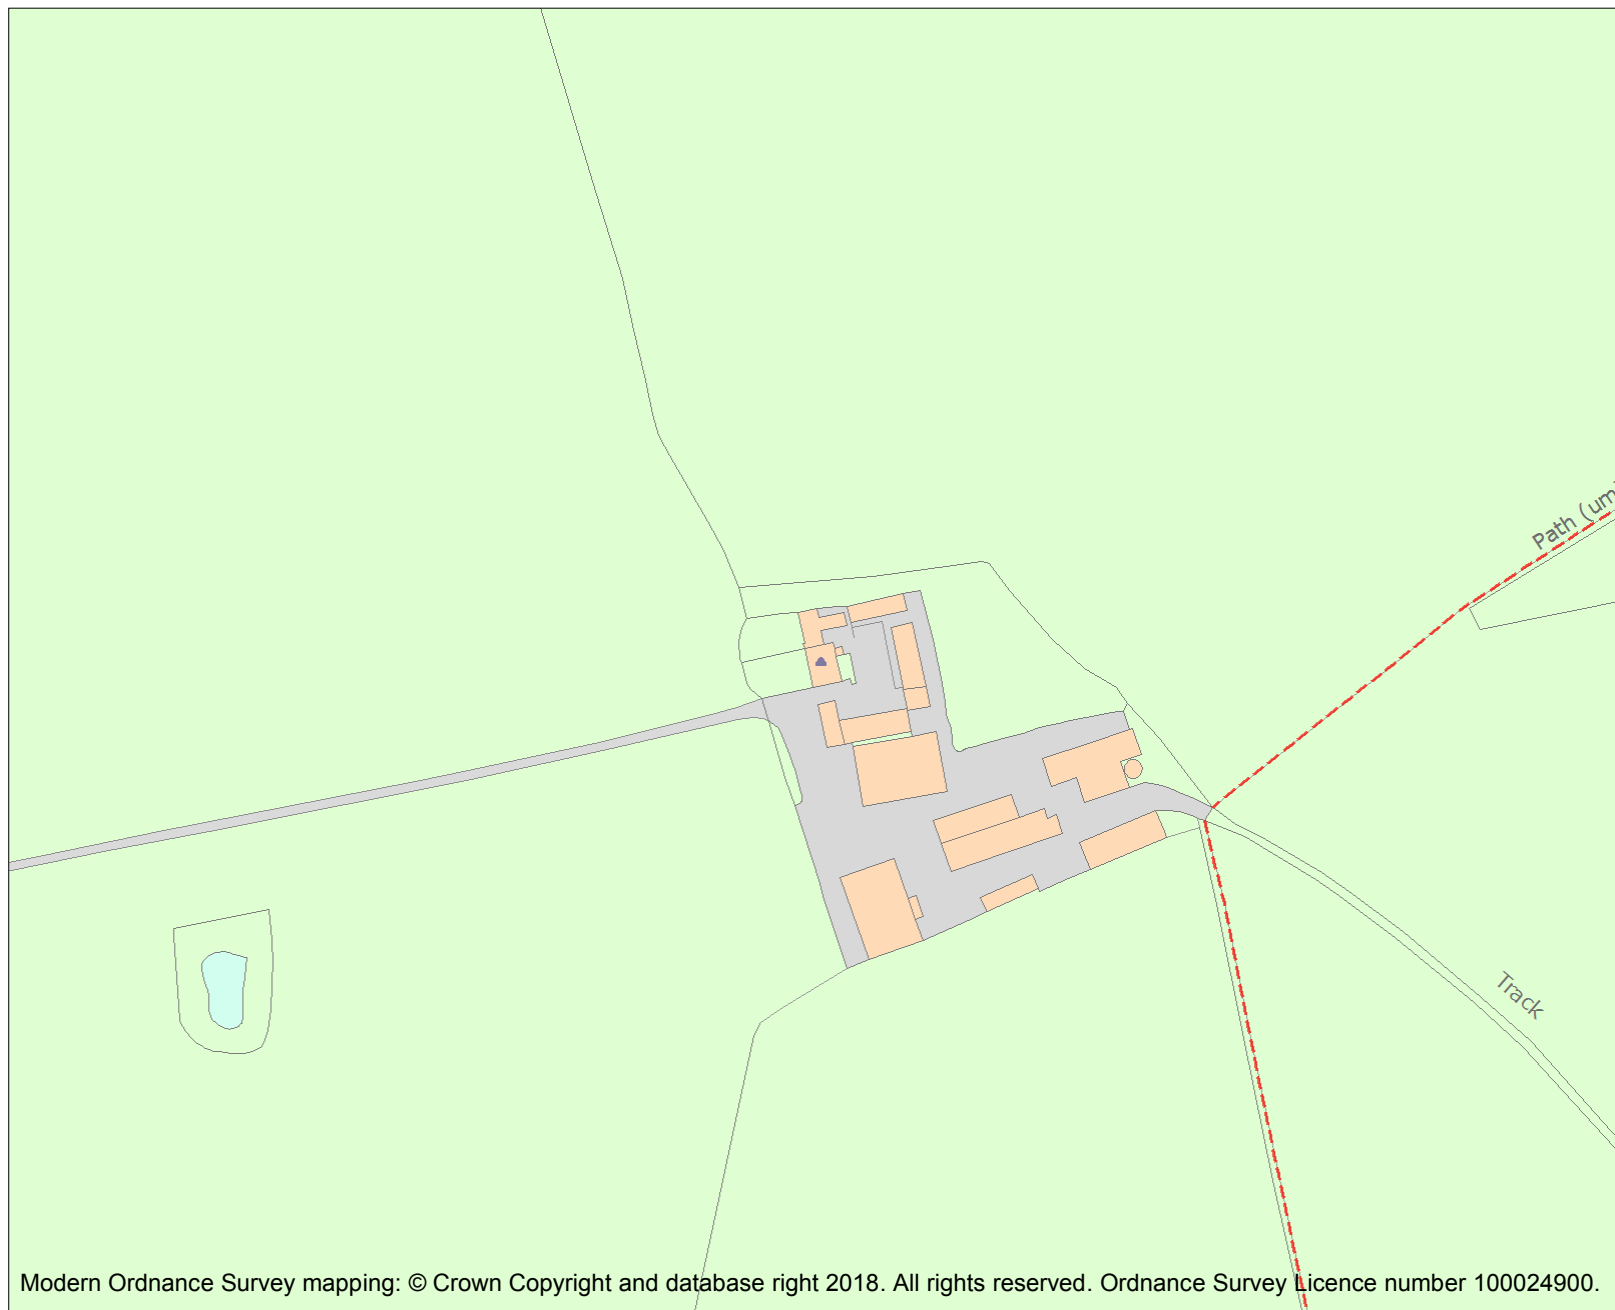 Path (um)
Track
Modern Ordnance Survey mapping: © Crown Copyright and database right 2018. All rights reserved. Ordnance Survey Licence number 100024900.